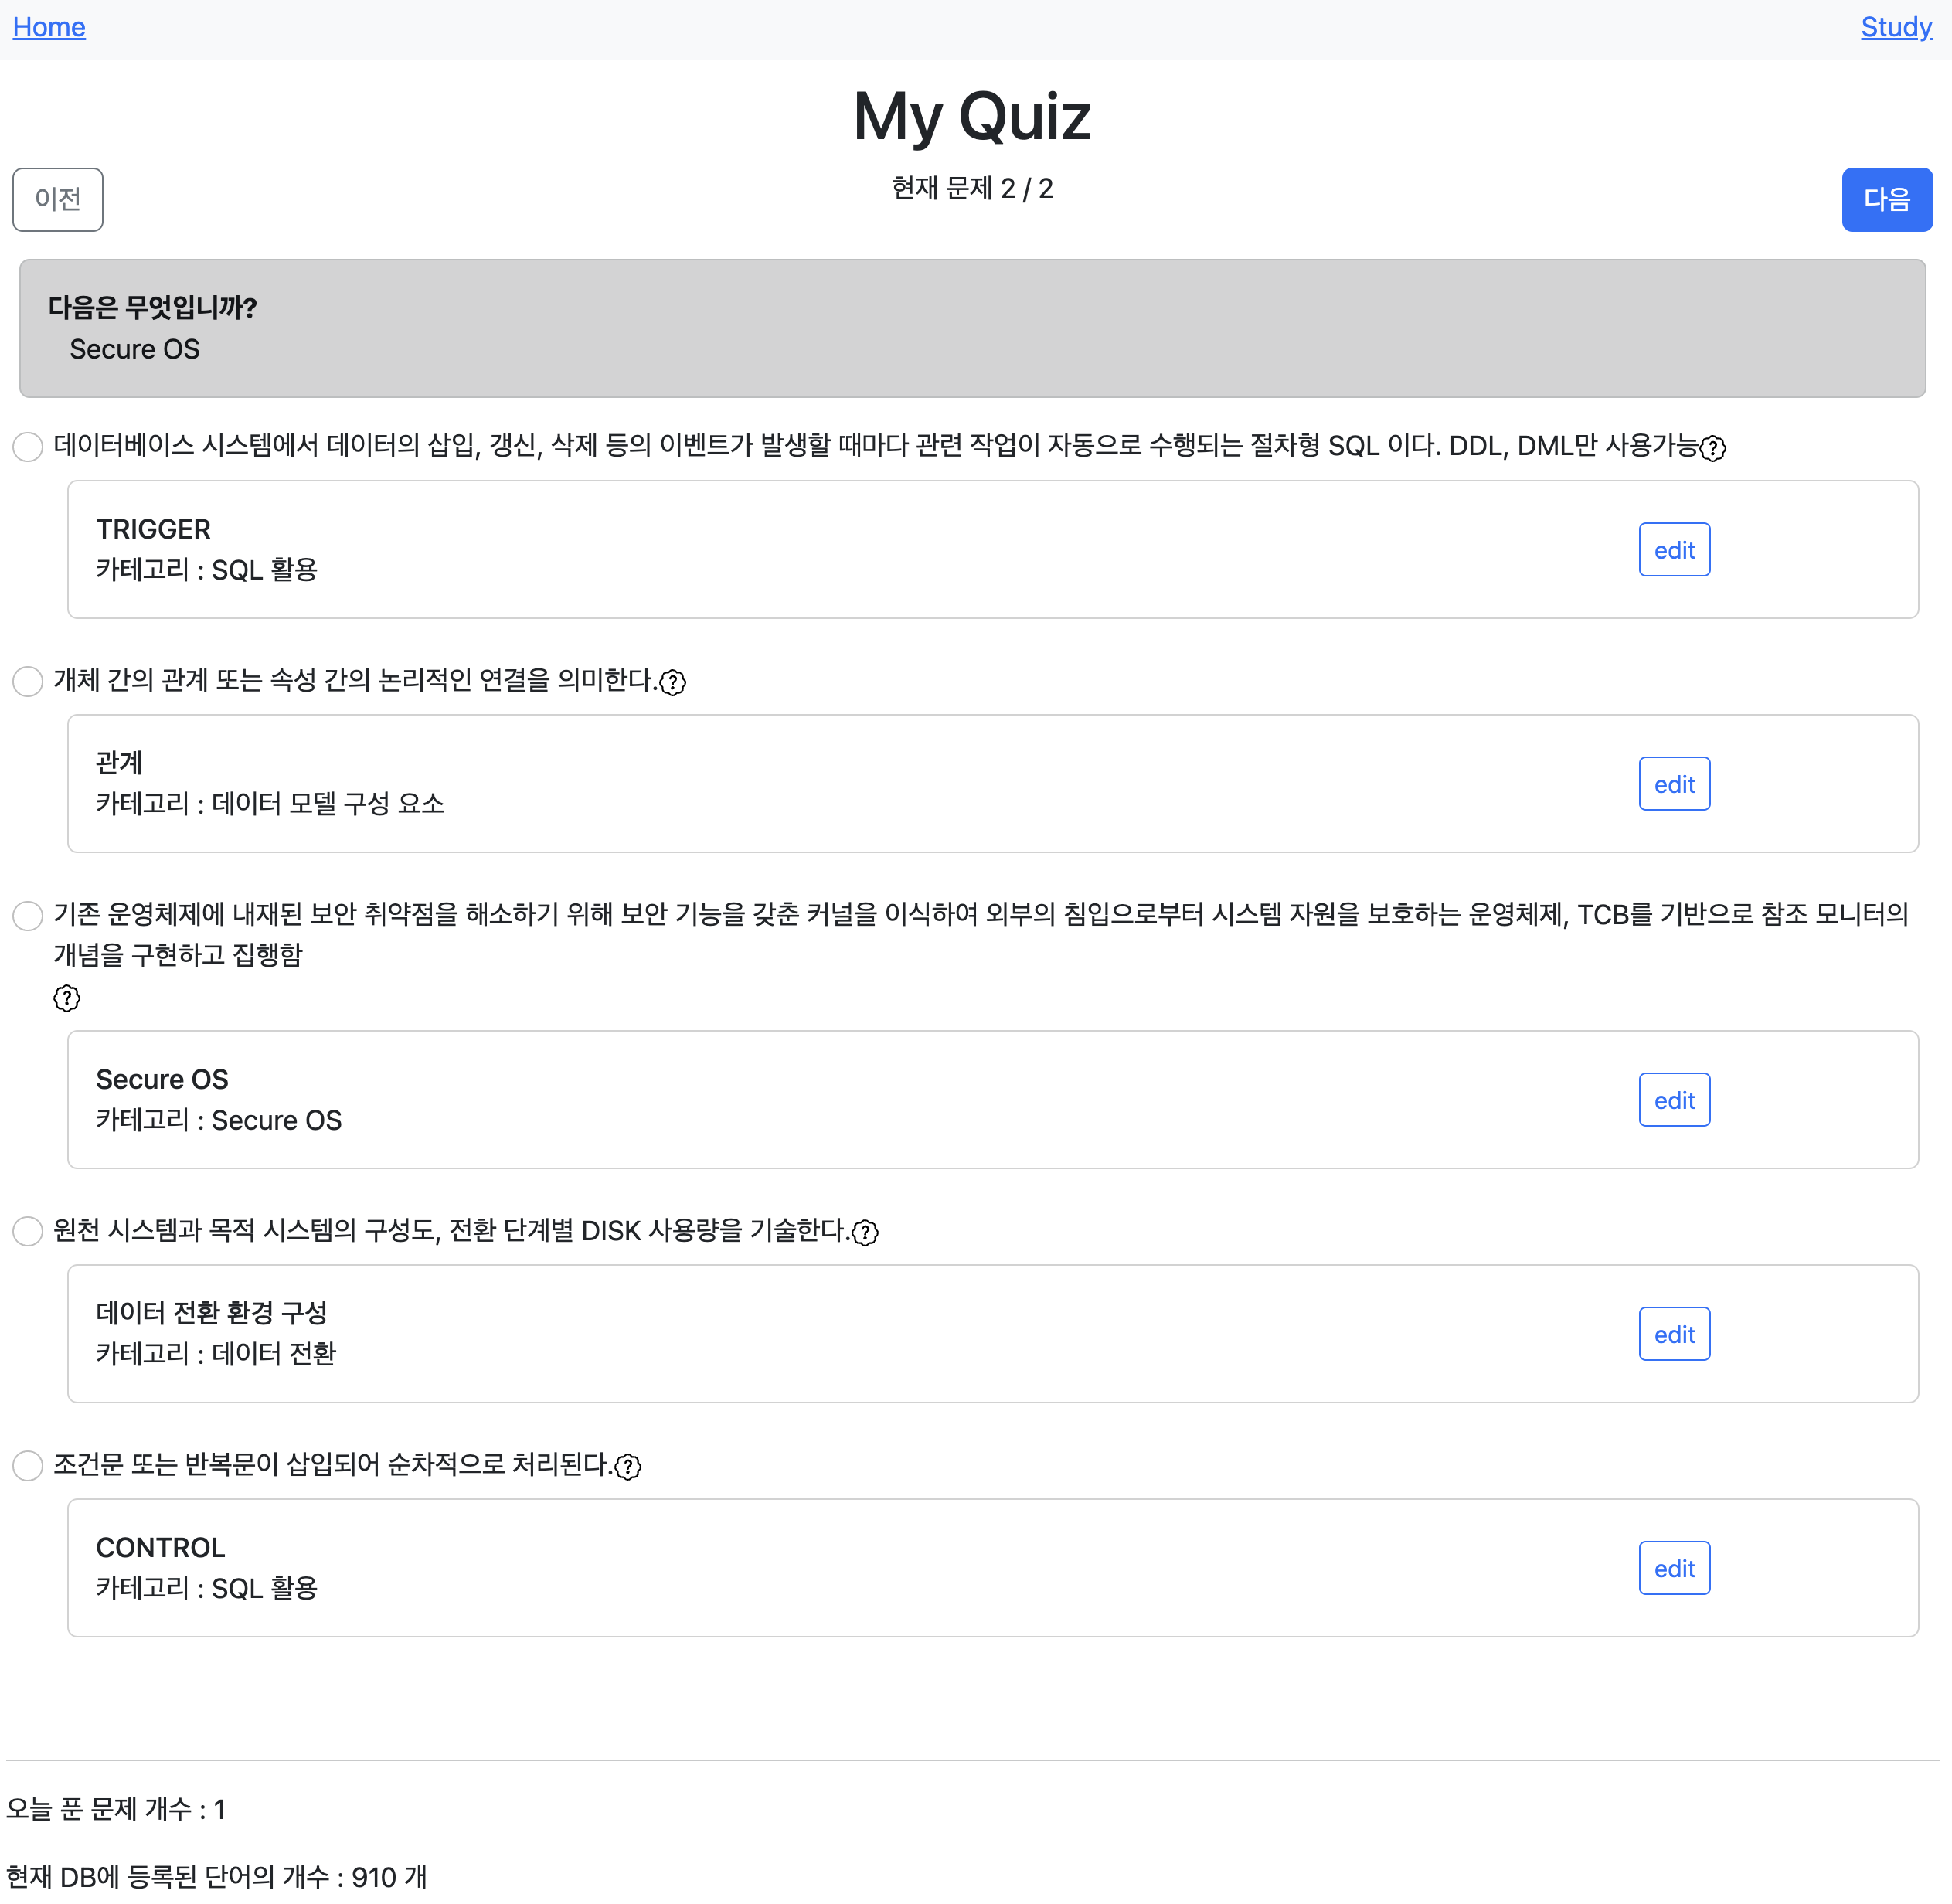 Home
Study
My Quiz
이전
현재 문제 2 / 2
다음
다음은 무엇입니까?
Secure OS
데이터베이스 시스템에서 데이터의 삽입, 갱신, 삭제 등의 이벤트가 발생할 때마다 관련 작업이 자동으로 수행되는 절차형 SQL 이다. DDL, DML만 사용가능
TRIGGER
카테고리 : SQL 활용
edit
개체 간의 관계 또는 속성 간의 논리적인 연결을 의미한다.
관계
카테고리 : 데이터 모델 구성 요소
edit
기존 운영체제에 내재된 보안 취약점을 해소하기 위해 보안 기능을 갖춘 커널을 이식하여 외부의 침입으로부터 시스템 자원을 보호하는 운영체제, TCB를 기반으로 참조 모니터의
개념을 구현하고 집행함
Secure OS
카테고리 : Secure OS
edit
원천 시스템과 목적 시스템의 구성도, 전환 단계별 DISK 사용량을 기술한다.
데이터 전환 환경 구성
카테고리 : 데이터 전환
edit
조건문 또는 반복문이 삽입되어 순차적으로 처리된다.
CONTROL
카테고리 : SQL 활용
edit
오늘 푼 문제 개수 : 1
현재 DB에 등록된 단어의 개수 : 910 개